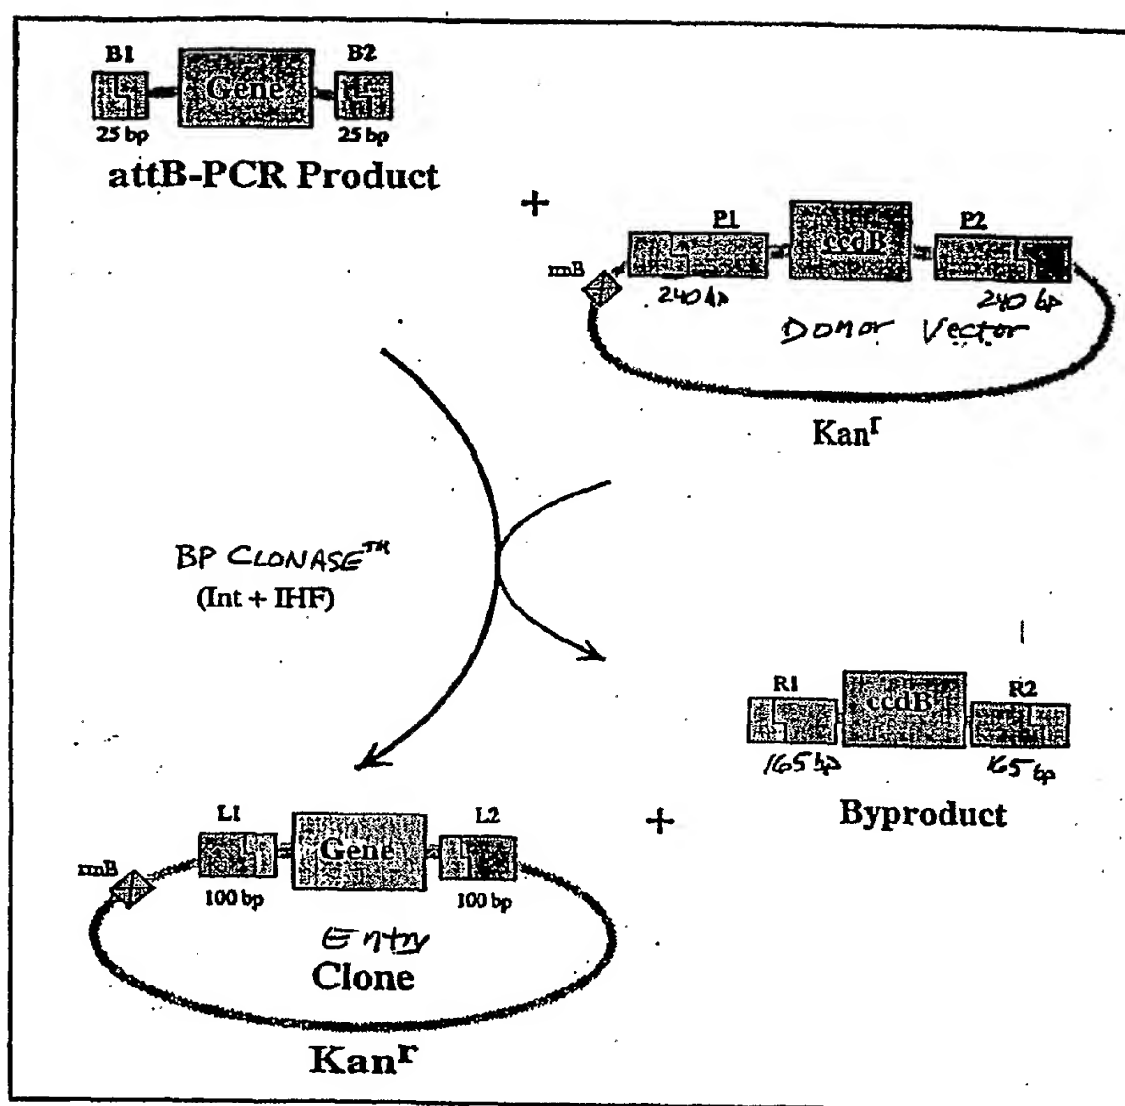 B1
B2
Gene
25 bp
25 bp
attB-PCR Product
+
P1
P2
ccdB
rrnB
240 bp
240 bp
Donor Vector
Kanr
BP CLONASE™
(Int + IHF)
R1
R2
ccdB
165 bp
165 bp
Byproduct
+
L1
L2
Gene
rrnB
100 bp
100 bp
Entry
Clone
Kanr